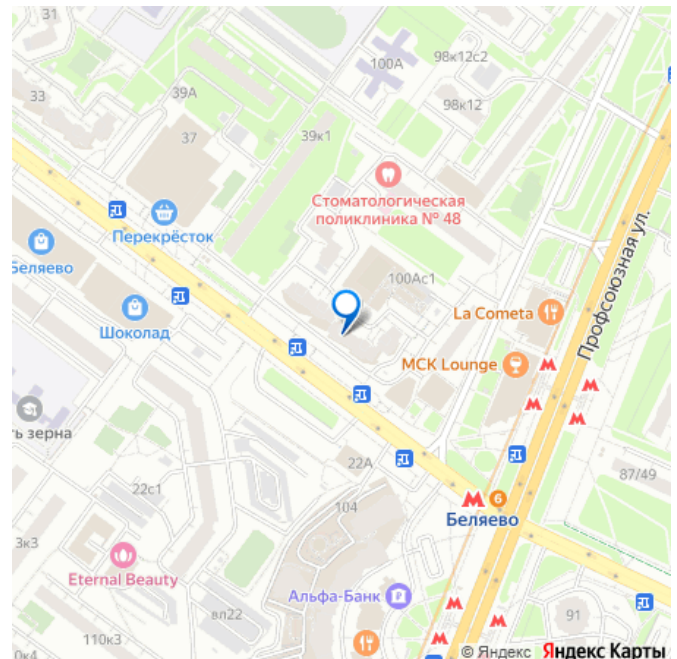 31
100А
98к12с2
33
39А
98к12
37
39к1
Стоматологическая
поликлиника № 48
Перекрёсток
Профсоюзная ул.
Беляево
100Ас1
La Cometa
Шоколад
MCK Lounge
ть зерна
22А
87/49
22с1
6
Беляево
104
3к3
Eternal Beauty
Альфа-Банк
вл22
91
110к3
0к4
© Яндекс Яндекс Карты